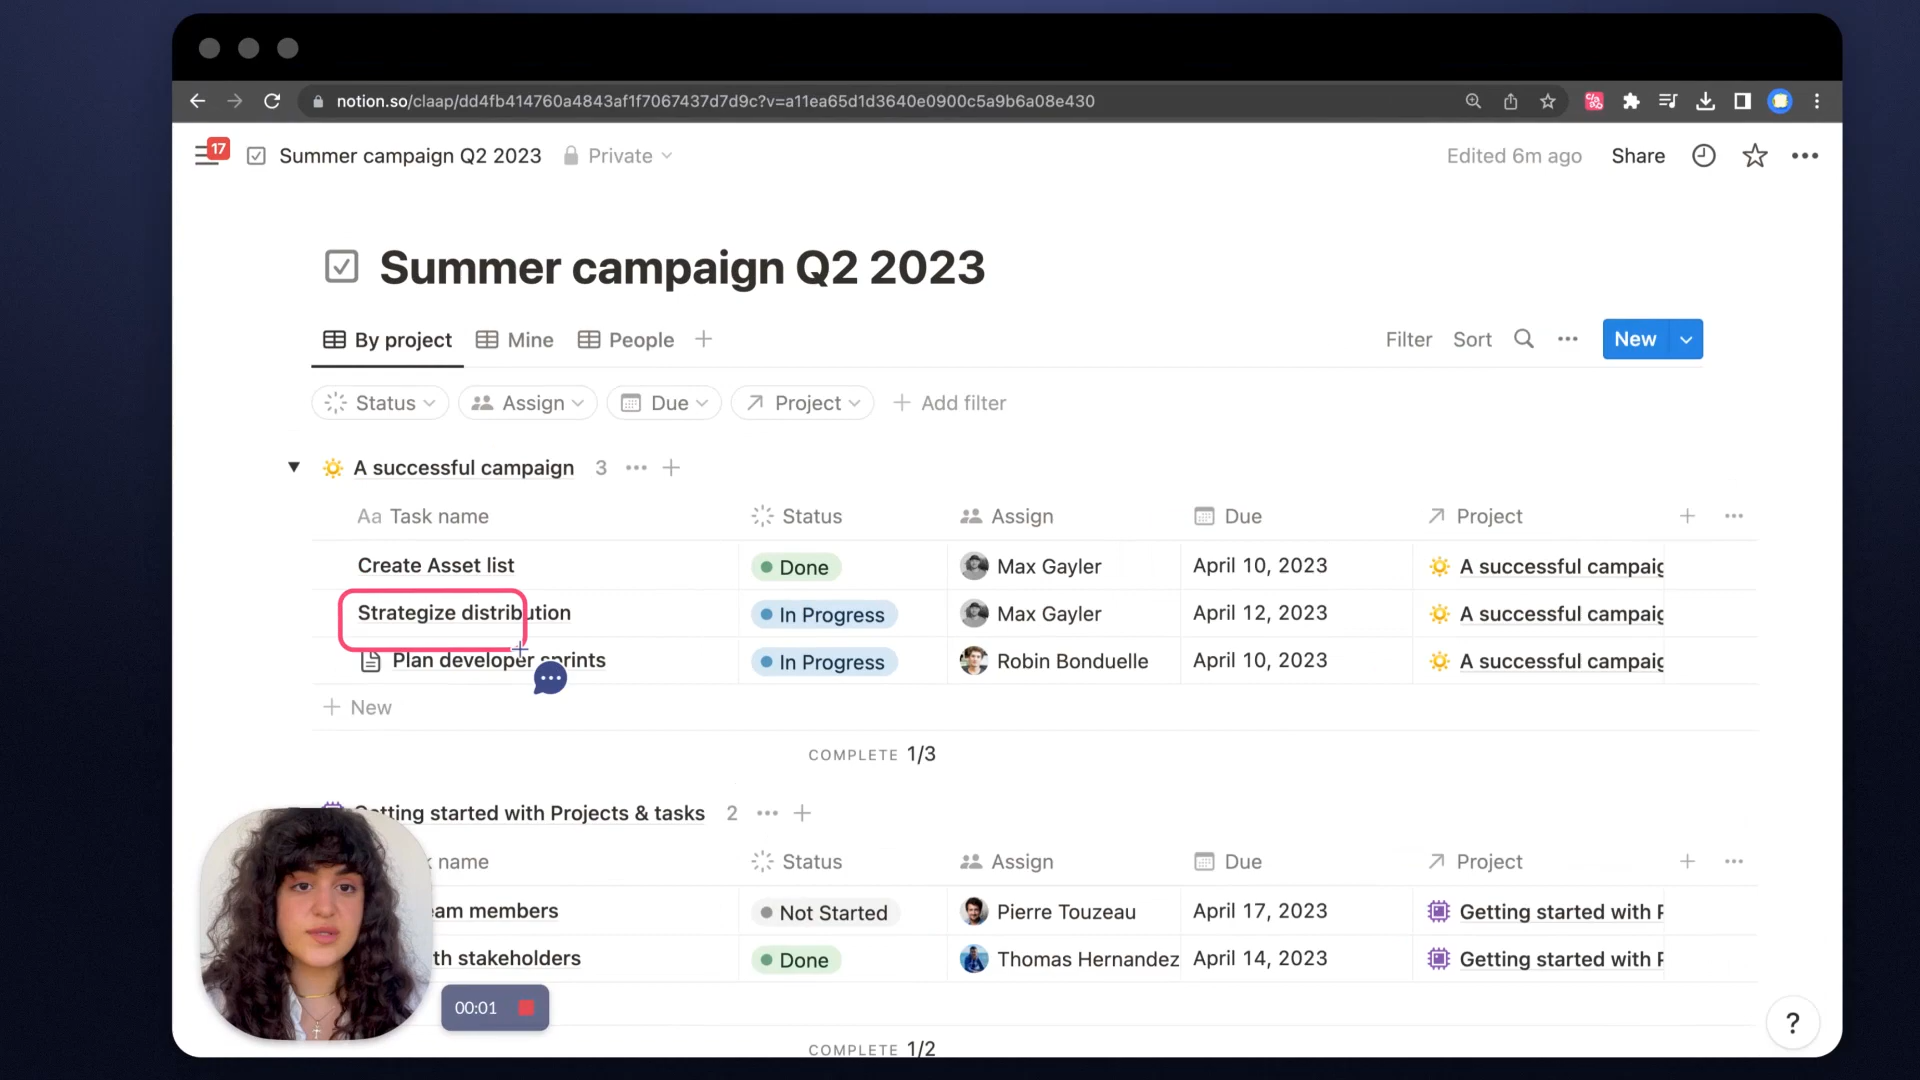 notion.so/claap/dd4fb414760a4843af1f7067437d7d9c?v=a11ea65d1d3640e0900c5a9b6a08e430
17 Summer campaign Q2 2023 Private Edited 6m ago Share
Summer campaign Q2 2023
By project Mine People Filter Sort New
Status Assign Due Project Add filter
A successful campaign 3
Aa Task name Status Assign Due Project
Create Asset list Done Max Gayler April 10, 2023 A successful campaig
Strategize distribution In Progress Max Gayler April 12, 2023 A successful campaig
Plan developer sprints In Progress Robin Bonduelle April 10, 2023 A successful campaig
New
COMPLETE 1/3
Getting started with Projects & tasks 2
name Status Assign Due Project
eam members Not Started Pierre Touzeau April 17, 2023 Getting started with P
th stakeholders Done Thomas Hernandez April 14, 2023 Getting started with P
00:01
?
COMPLETE 1/2